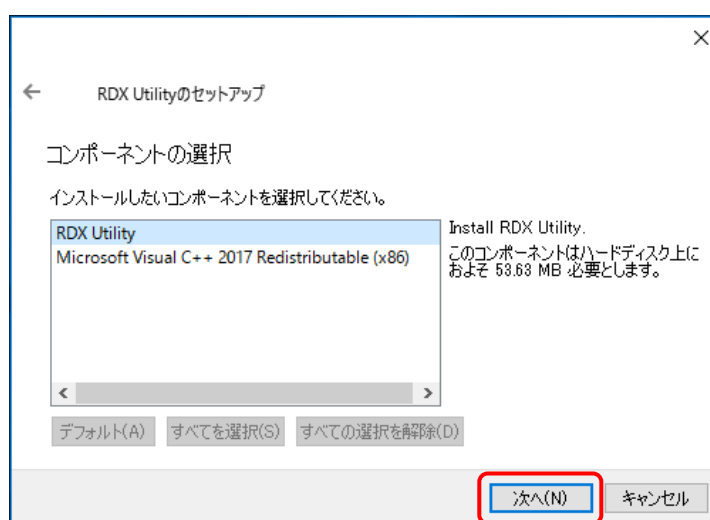 RDX Utilityのセットアップ
コンポーネントの選択
インストールしたいコンポーネントを選択してください。
RDX Utility
Microsoft Visual C++ 2017 Redistributable (x86)
Install RDX Utility.
このコンポーネントはハードディスク上に
およそ 53.63 MB 必要とします。
デフォルト(A) すべてを選択(S) すべての選択を解除(D)
次へ(N) キャンセル